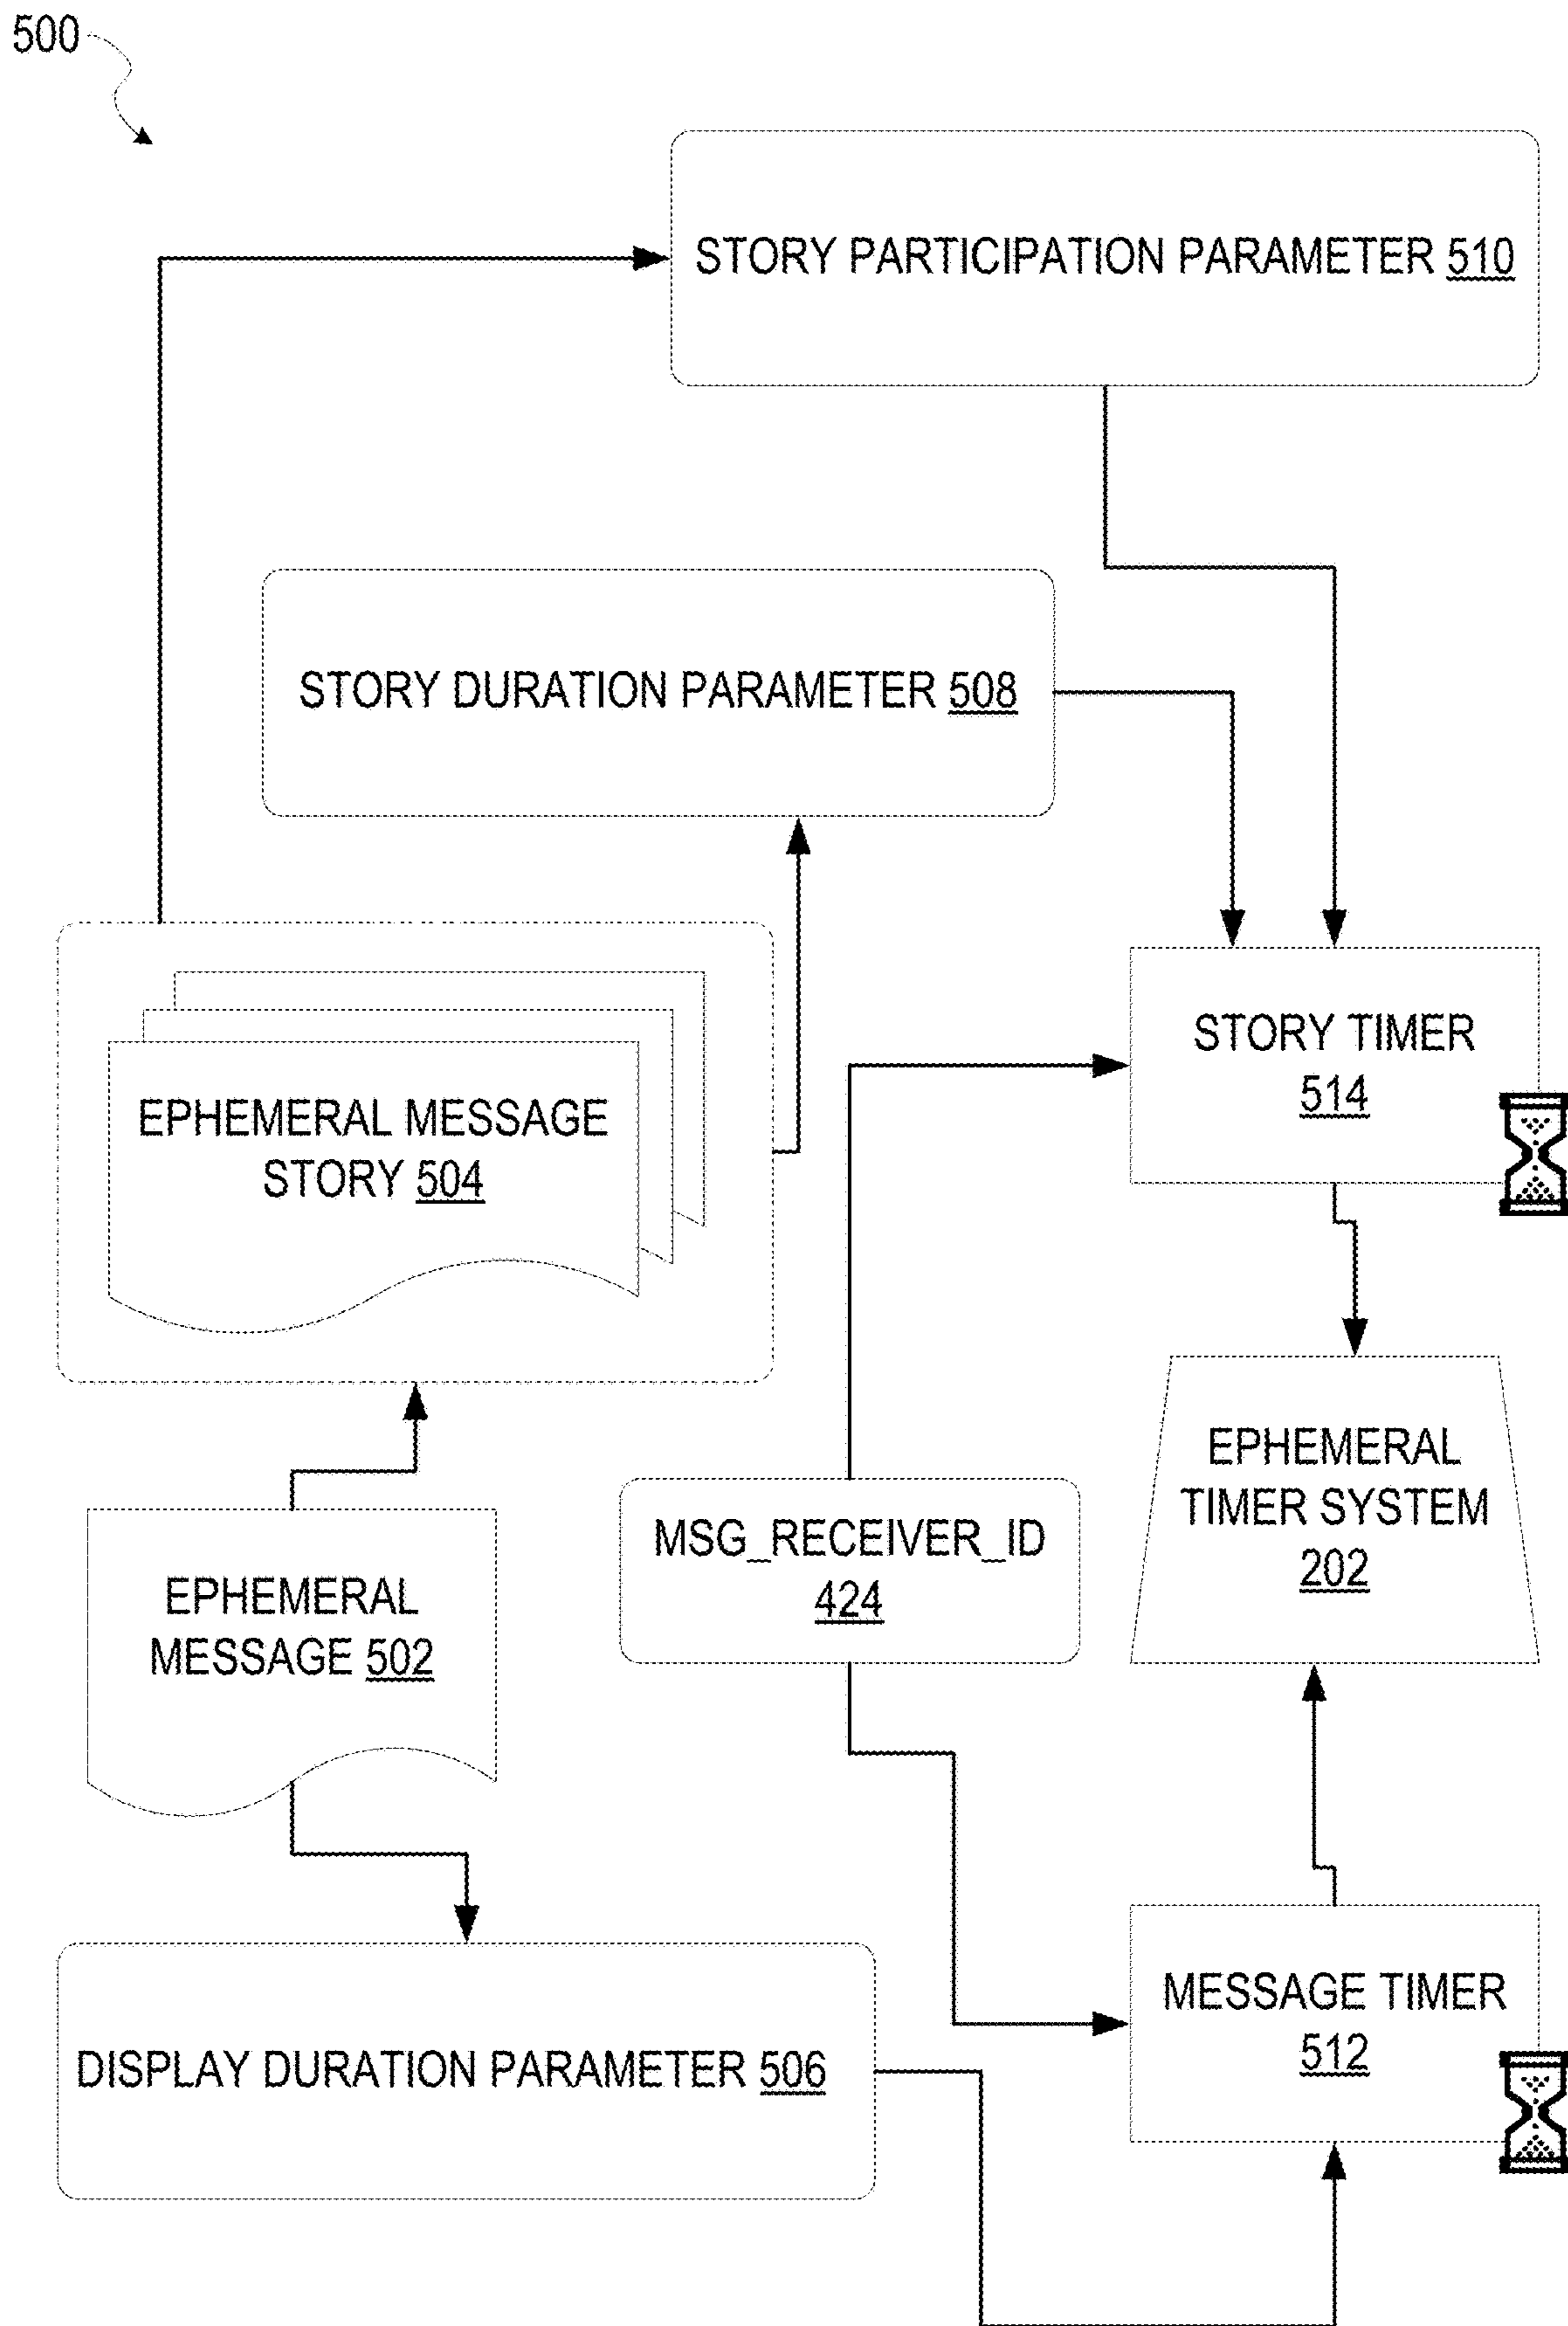 500
STORY PARTICIPATION PARAMETER 510
STORY DURATION PARAMETER 508
EPHEMERAL MESSAGE
STORY 504
STORY TIMER
514
EPHEMERAL
TIMER SYSTEM
202
MSG_RECEIVER_ID
424
EPHEMERAL
MESSAGE 502
DISPLAY DURATION PARAMETER 506
MESSAGE TIMER
512